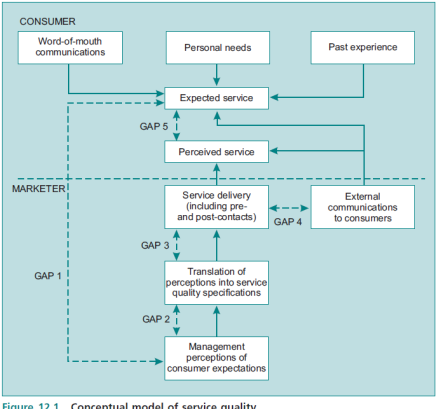 CONSUMER
Word-of-mouth
communications
Personal needs
Past experience
Expected service
GAP 5
Perceived service
MARKETER
Service delivery
(including pre-
and post-contacts)
External
communications
to consumers
GAP 4
GAP 3
GAP 1
Translation of
perceptions into service
quality specifications
GAP 2
Management
perceptions of
consumer expectations
Figure 12.1 Conceptual model of service quality